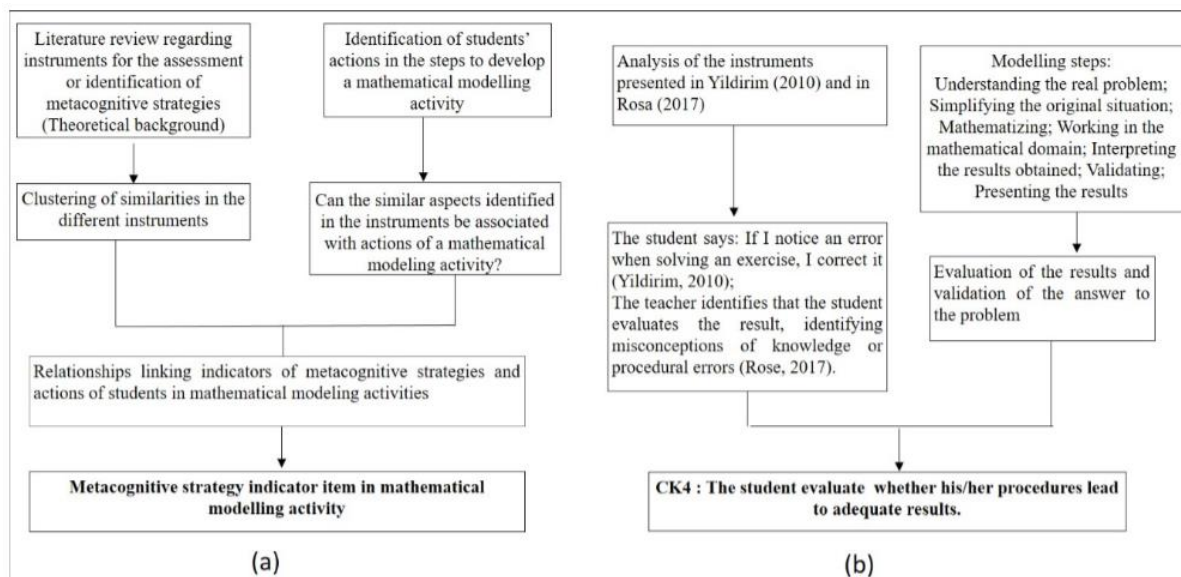 Literature review regarding
instruments for the assessment
or identification of
metacognitive strategies
(Theoretical background)
Identification of students'
actions in the steps to develop
a mathematical modelling
activity
Clustering of similarities in the
different instruments
Can the similar aspects identified
in the instruments be associated
with actions of a mathematical
modeling activity?
Relationships linking indicators of metacognitive strategies and
actions of students in mathematical modeling activities
Metacognitive strategy indicator item in mathematical
modelling activity
(a)
Analysis of the instruments
presented in Yildirim (2010) and in
Rosa (2017)
Modelling steps:
Understanding the real problem;
Simplifying the original situation;
Mathematizing; Working in the
mathematical domain; Interpreting
the results obtained; Validating;
Presenting the results
The student says: If I notice an error
when solving an exercise, I correct it
(Yildirim, 2010);
The teacher identifies that the student
evaluates the result, identifying
misconceptions of knowledge or
procedural errors (Rose, 2017).
Evaluation of the results and
validation of the answer to
the problem
CK4 : The student evaluate whether his/her procedures lead
to adequate results.
(b)